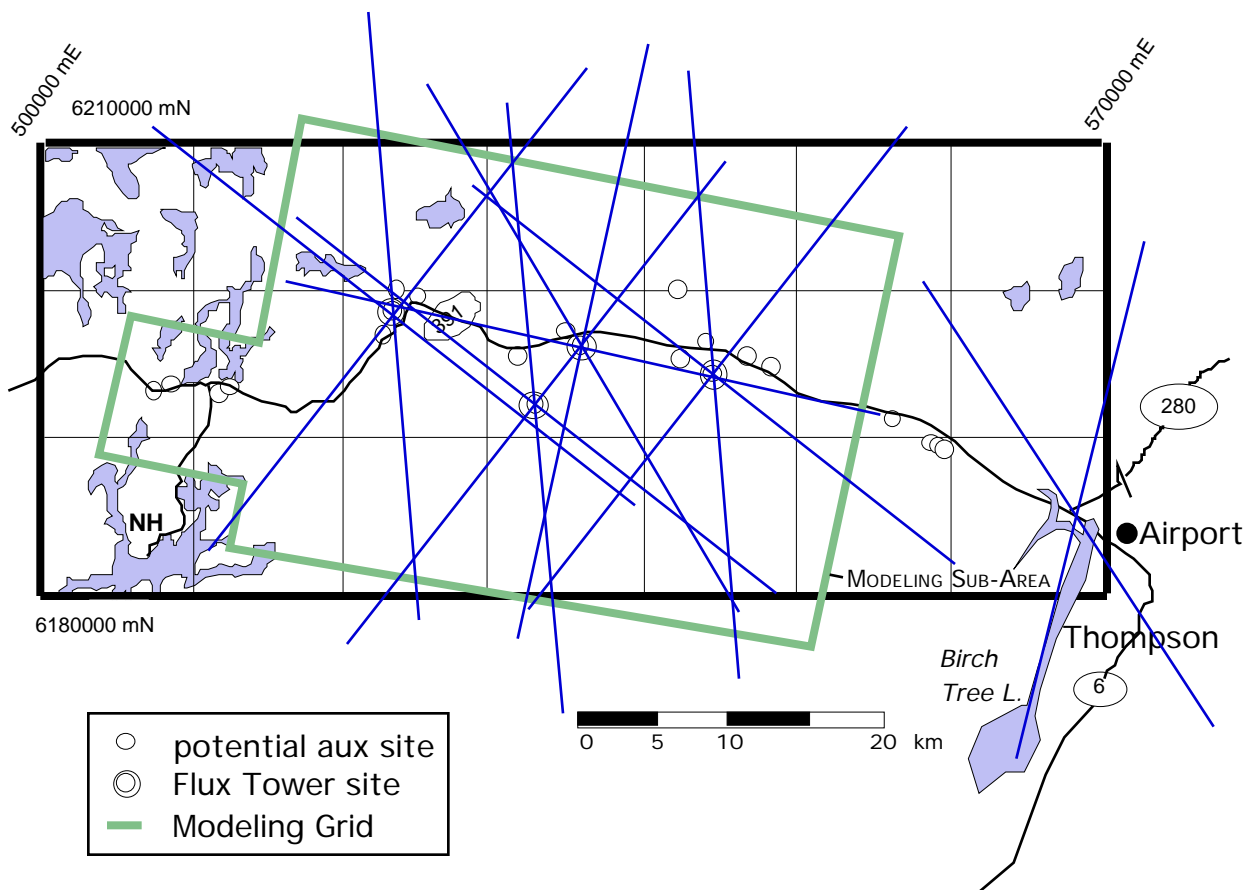 500000 mE
6210000 mN
570000 mE
391
280
NH
Airport
MODELING SUB-AREA
6180000 mN
Thompson
Birch
Tree L.
6
0 5 10 20 km
potential aux site
Flux Tower site
Modeling Grid